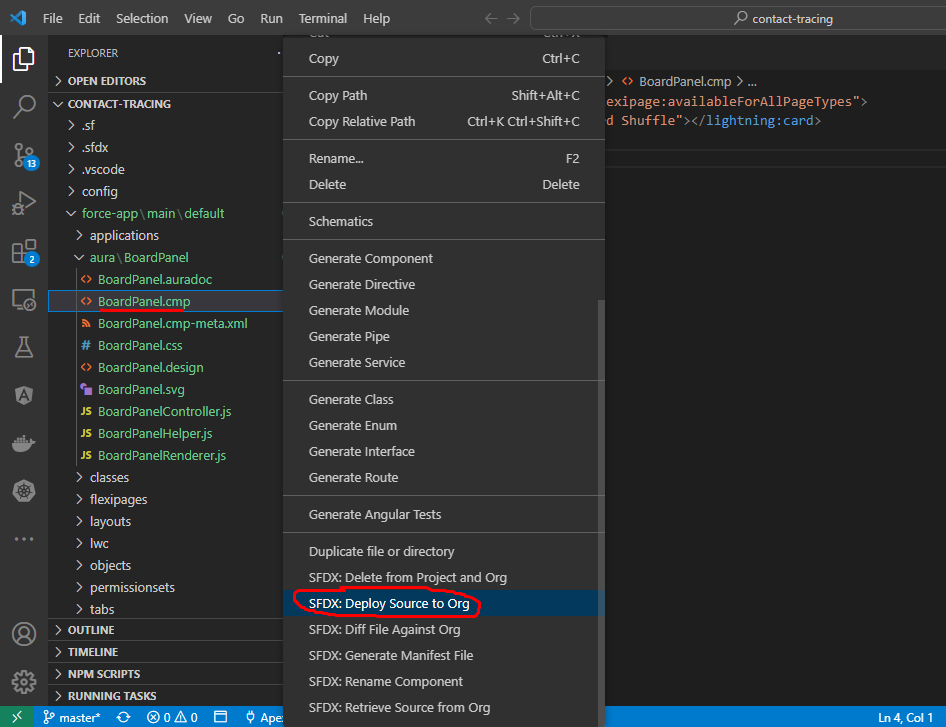 File Edit Selection View Go Run Terminal Help
contact-tracing
EXPLORER
OPEN EDITORS
CONTACT-TRACING
.sf
.sfdx
.vscode
config
force-app\main\default
applications
aura\BoardPanel
BoardPanel.auradoc
BoardPanel.cmp
BoardPanel.cmp-meta.xml
BoardPanel.css
BoardPanel.design
BoardPanel.svg
JS BoardPanelController.js
JS BoardPanelHelper.js
JS BoardPanelRenderer.js
classes
flexipages
layouts
lwc
objects
permissionsets
tabs
OUTLINE
TIMELINE
NPM SCRIPTS
RUNNING TASKS
13
2
Cut Ctrl+X
Copy Ctrl+C
Copy Path Shift+Alt+C
Copy Relative Path Ctrl+K Ctrl+Shift+C
Rename... F2
Delete Delete
Schematics
Generate Component
Generate Directive
Generate Module
Generate Pipe
Generate Service
Generate Class
Generate Enum
Generate Interface
Generate Route
Generate Angular Tests
Duplicate file or directory
SFDX: Delete from Project and Org
SFDX: Deploy Source to Org
SFDX: Diff File Against Org
SFDX: Generate Manifest File
SFDX: Rename Component
SFDX: Retrieve Source from Org
> <> BoardPanel.cmp > ...
exipage:availableForAllPageTypes">
d Shuffle"></lightning:card>
master* 0 0 Ape
Ln 4, Col 1